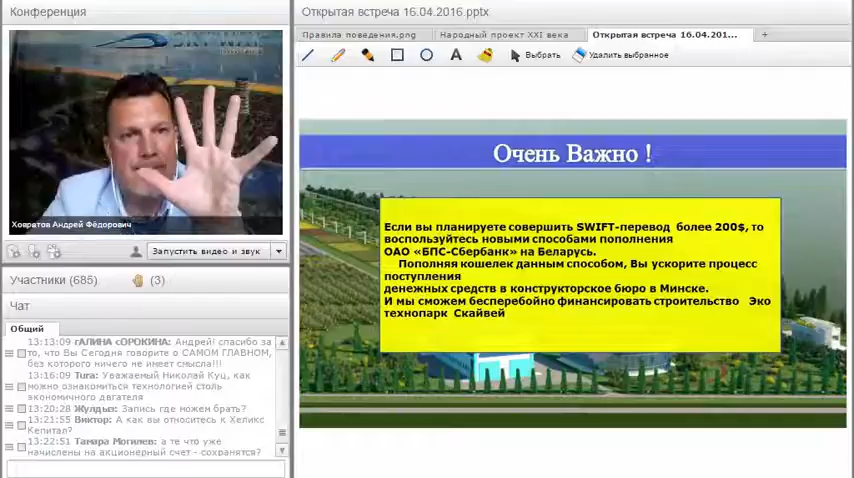 Конференция
Открытая встреча 16.04.2016.pptx
Правила поведения.png
Народный проект XXI века
Открытая встреча 16.04.201...
+
A
Выбрать
Удалить выбранное
SKY WAY
Ховратов Андрей Фёдорович
Запустить видео и звук
Участники (685)
(3)
Чат
Общий
13:13:09 гАЛИНА сОРОКИНА: Андрей! спасибо за
то, что Вы Сегодня говорите о САМОМ ГЛАВНОМ,
без которого ничего не имеет смысла!!!
13:16:09 Tura: Уважаемый Николай Куц, как
можно ознакомиться технологией столь
экономичного двгателя
13:20:28 Жулдыз: Запись где можем брать?
13:21:55 Виктор: А как вы относитесь к Хеликс
Кепитал?
13:22:51 Тамара Могилев: а те что уже
начислены на акционерный счет - сохранятся?
Очень Важно !
Если вы планируете совершить SWIFT-перевод более 200$, то
воспользуйтесь новыми способами пополнения
ОАО «БПС-Сбербанк» на Беларусь.
Пополняя кошелек данным способом, Вы ускорите процесс
поступления
денежных средств в конструкторское бюро в Минске.
И мы сможем бесперебойно финансировать строительство Эко
технопарк Скайвей